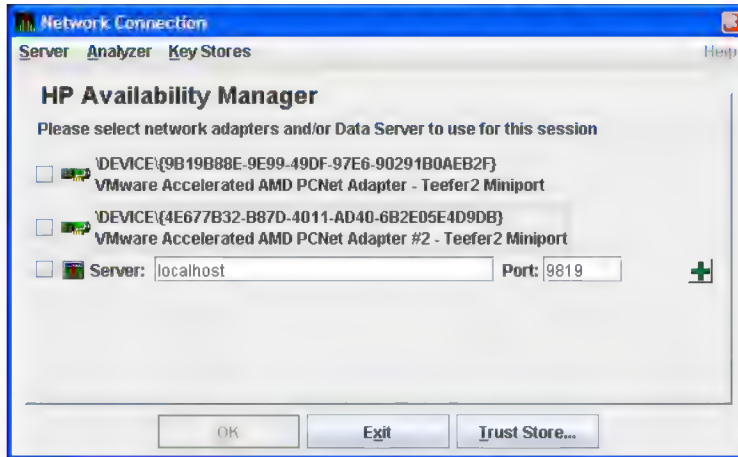 Network Connection
Server Analyzer Key Stores Help
HP Availability Manager
Please select network adapters and/or Data Server to use for this session
\DEVICE\{9B19B88E-9E99-49DF-97E6-90291B0AEB2F}
VMware Accelerated AMD PCNet Adapter - Teefer2 Miniport
\DEVICE\{4E677B32-B87D-4011-AD40-6B2E05E4D9DB}
VMware Accelerated AMD PCNet Adapter #2 - Teefer2 Miniport
Server: localhost Port: 9819
OK Exit Trust Store...